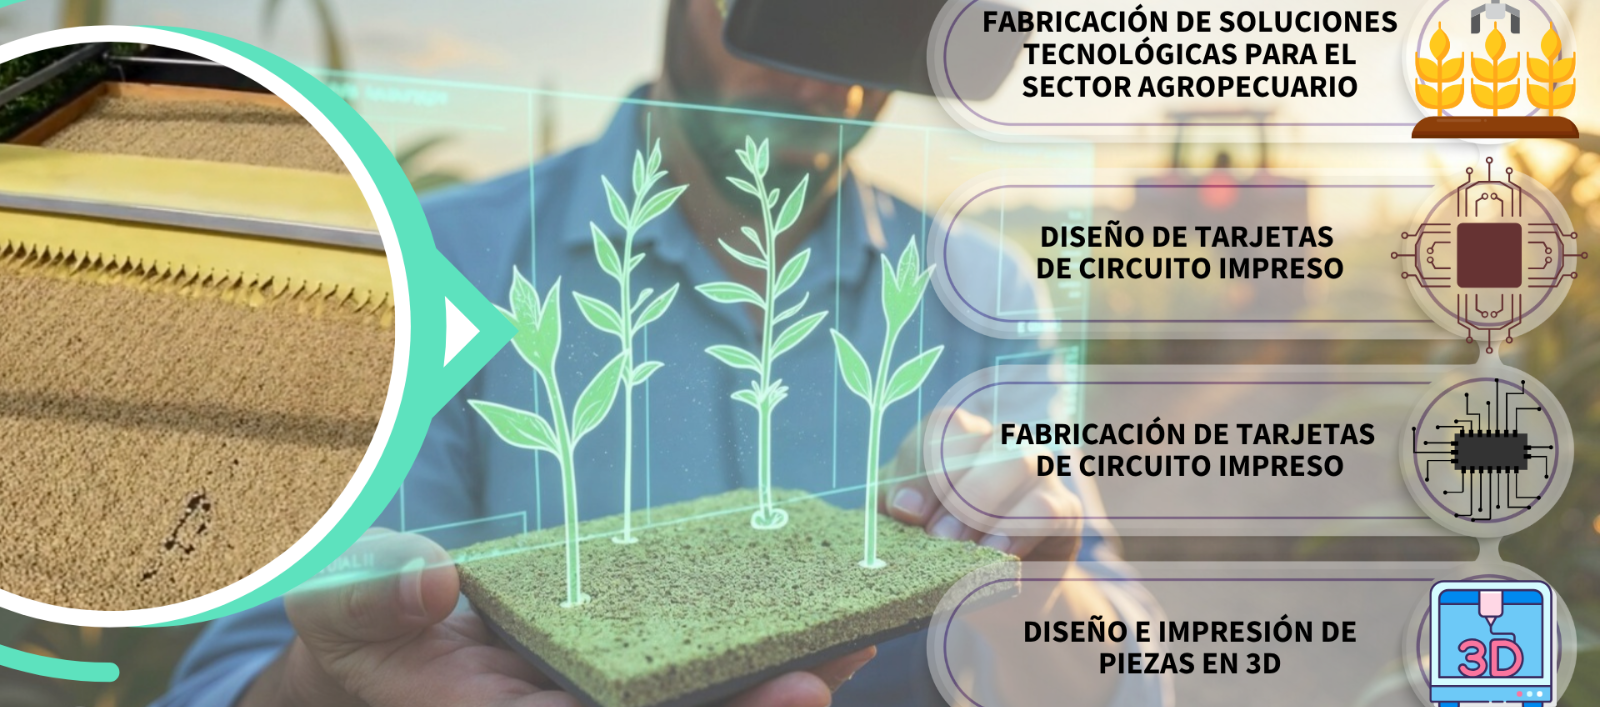 FABRICACIÓN DE SOLUCIONES
TECNOLÓGICAS PARA EL
SECTOR AGROPECUARIO
DISEÑO DE TARJETAS
DE CIRCUITO IMPRESO
FABRICACIÓN DE TARJETAS
DE CIRCUITO IMPRESO
DISEÑO E IMPRESIÓN DE
PIEZAS EN 3D
3D